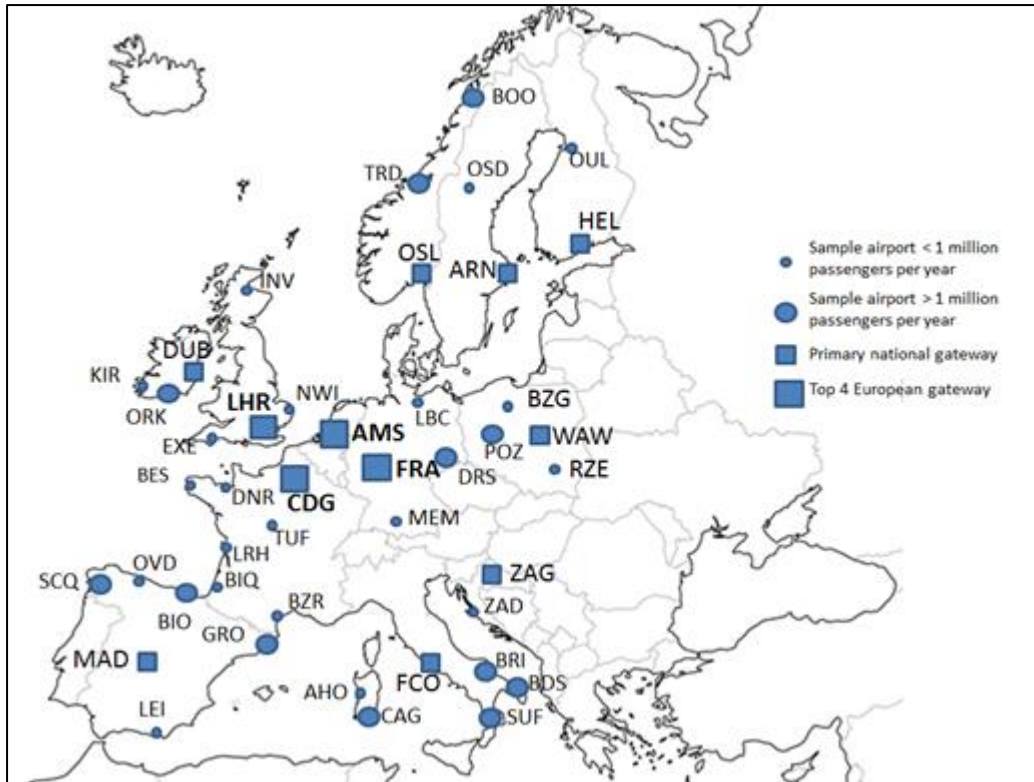 BOO
OUL
OSD
TRD
HEL
OSL
ARN
INV
DUB
KIR
ORK
NWI
LHR
EXE
AMS
LBC
BZG
WAW
POZ
RZE
FRA
DRS
BES
DNR
CDG
MEM
TUF
LRH
OVD
SCQ
BIQ
BIO
BZR
GRO
ZAG
ZAD
MAD
FCO
BRI
BDS
AHO
CAG
SUF
LEI
Sample airport < 1 million
passengers per year
Sample airport > 1 million
passengers per year
Primary national gateway
Top 4 European gateway